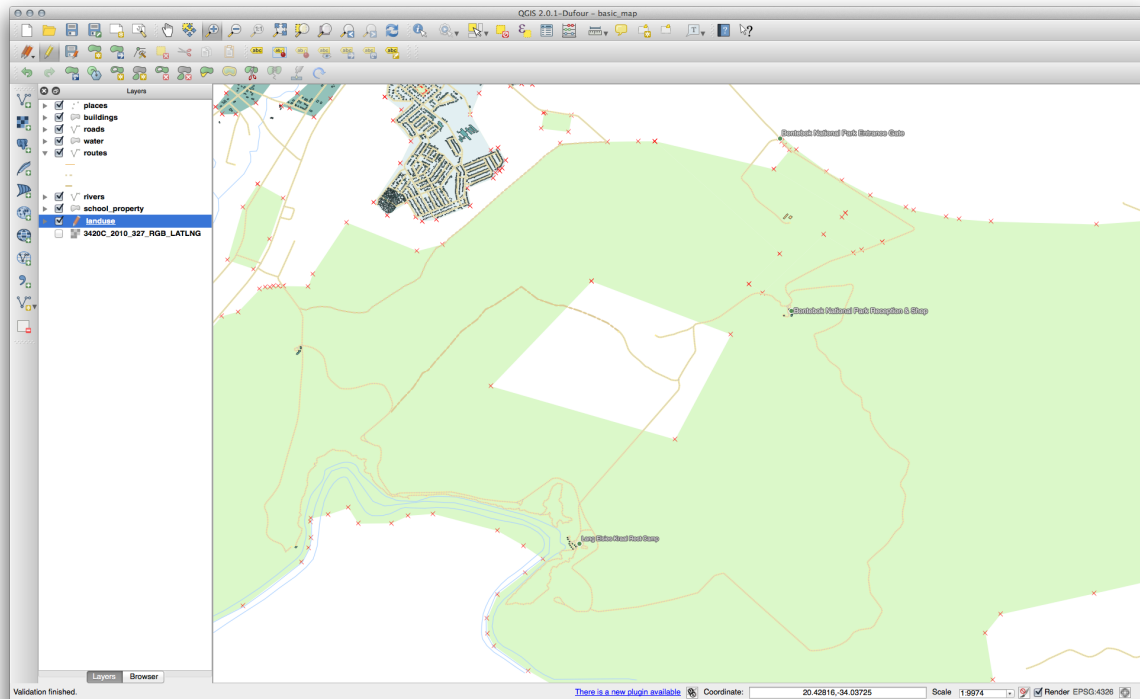 QGIS 2.0.1-Dufour – basic_map
Layers
places
buildings
roads
water
routes
rivers
school_property
landuse
3420C_2010_327_RGB_LATLNG
Bontebok National Park Entrance Gate
Bontebok National Park Reception & Shop
Lang Elsies Kraal Rest Camp
Layers
Browser
Validation finished.
There is a new plugin available
Coordinate:
20.42816,-34.03725
Scale
1:9974
Render
EPSG:4326